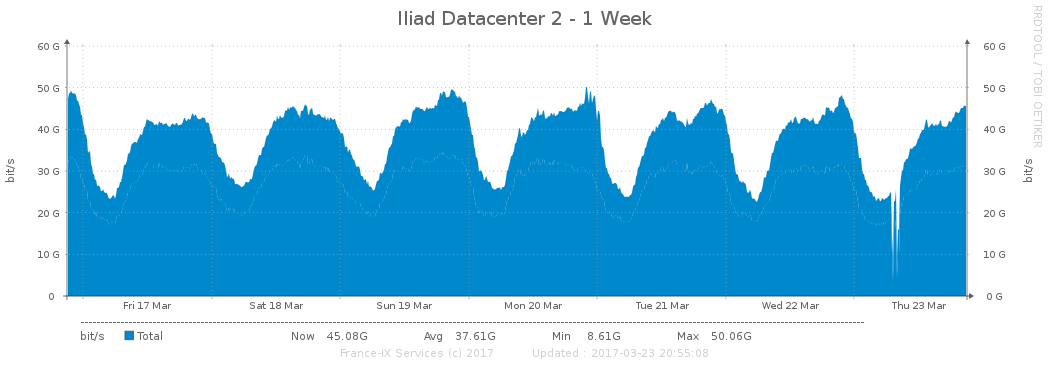 Iliad Datacenter 2 - 1 Week
RRDTOOL / TOBI OETIKER
60 G 60 G
50 G 50 G
40 G 40 G
30 G 30 G
20 G 20 G
10 G 10 G
0 0 G
bit/s bit/s
Fri 17 Mar Sat 18 Mar Sun 19 Mar Mon 20 Mar Tue 21 Mar Wed 22 Mar Thu 23 Mar
bit/s Total Now 45.08G Avg 37.61G Min 8.61G Max 50.06G
France-IX Services (c) 2017 Updated : 2017-03-23 20:55:08